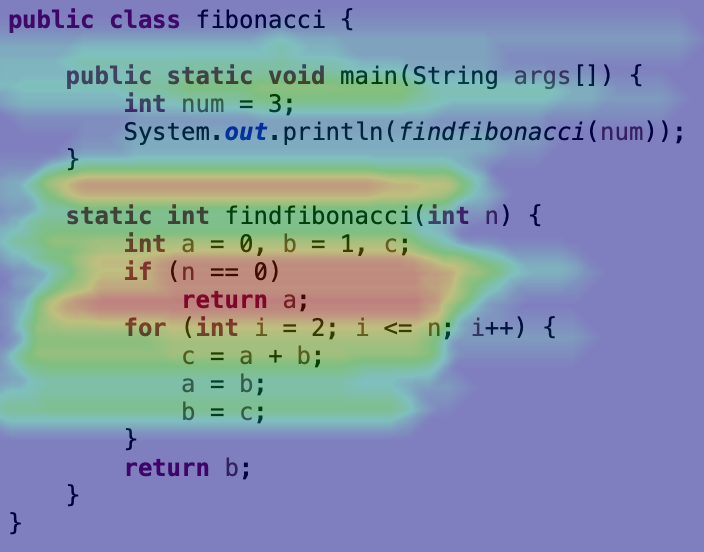 public class fibonacci {
public static void main(String args[]) {
int num = 3;
System.out.println(findfibonacci(num));
}
static int findfibonacci(int n) {
int a = 0, b = 1, c;
if (n == 0)
return a;
for (int i = 2; i <= n; i++) {
c = a + b;
a = b;
b = c;
}
return b;
}
}